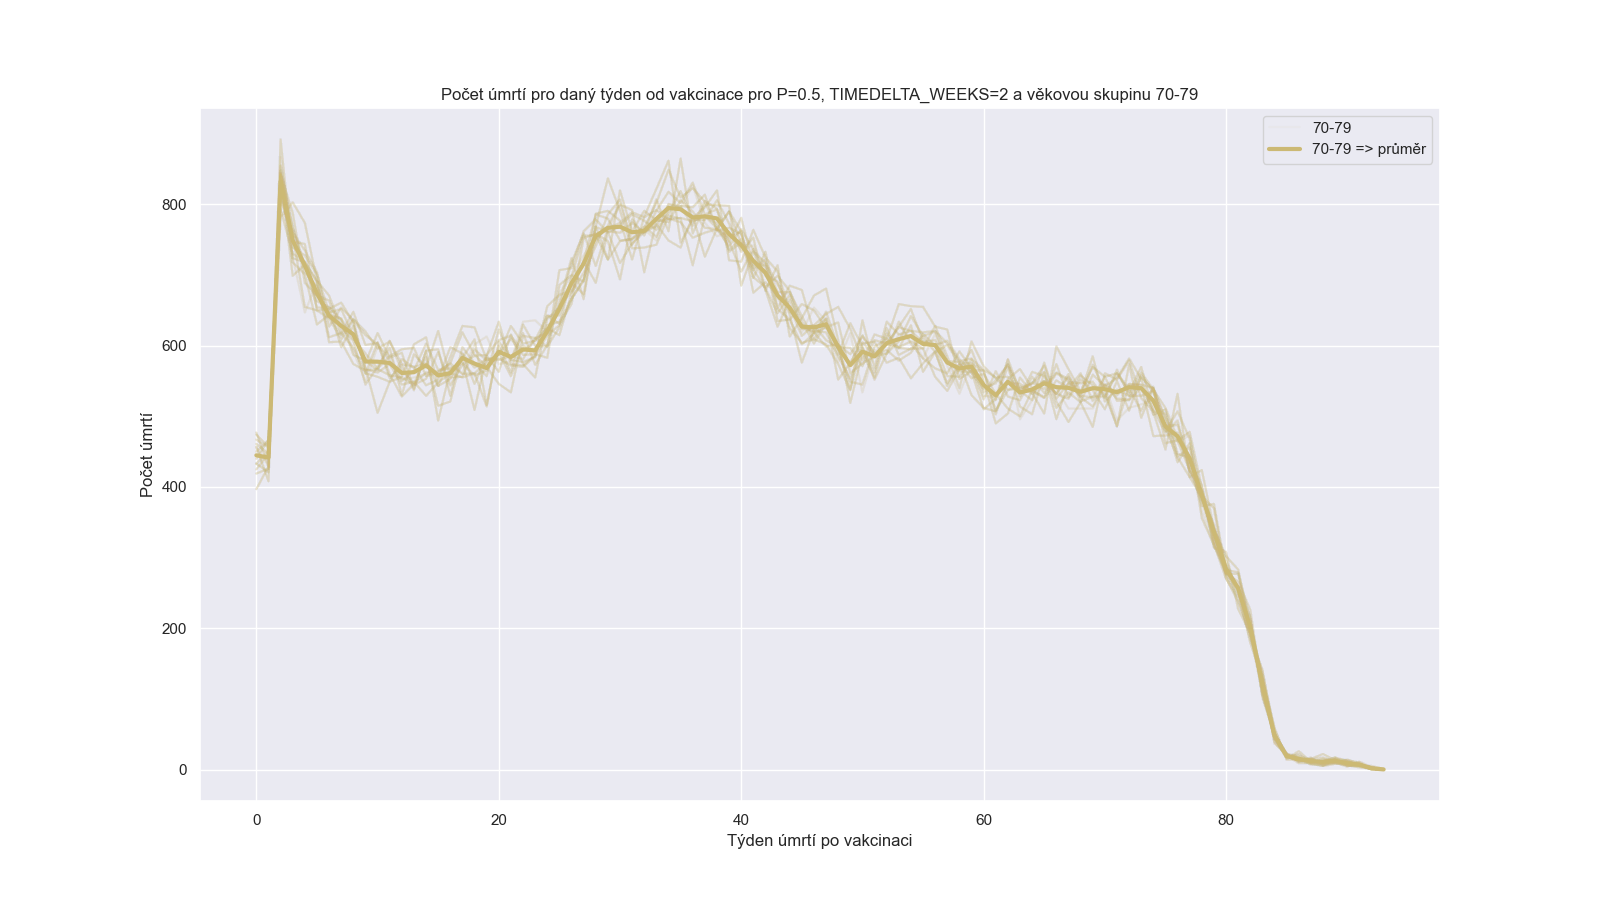 Počet úmrtí pro daný týden od vakcinace pro P=0.5, TIMEDELTA_WEEKS=2 a věkovou skupinu 70-79
70-79
70-79 => průměr
800
600
400
200
0
Počet úmrtí
0
20
40
60
80
Týden úmrtí po vakcinaci